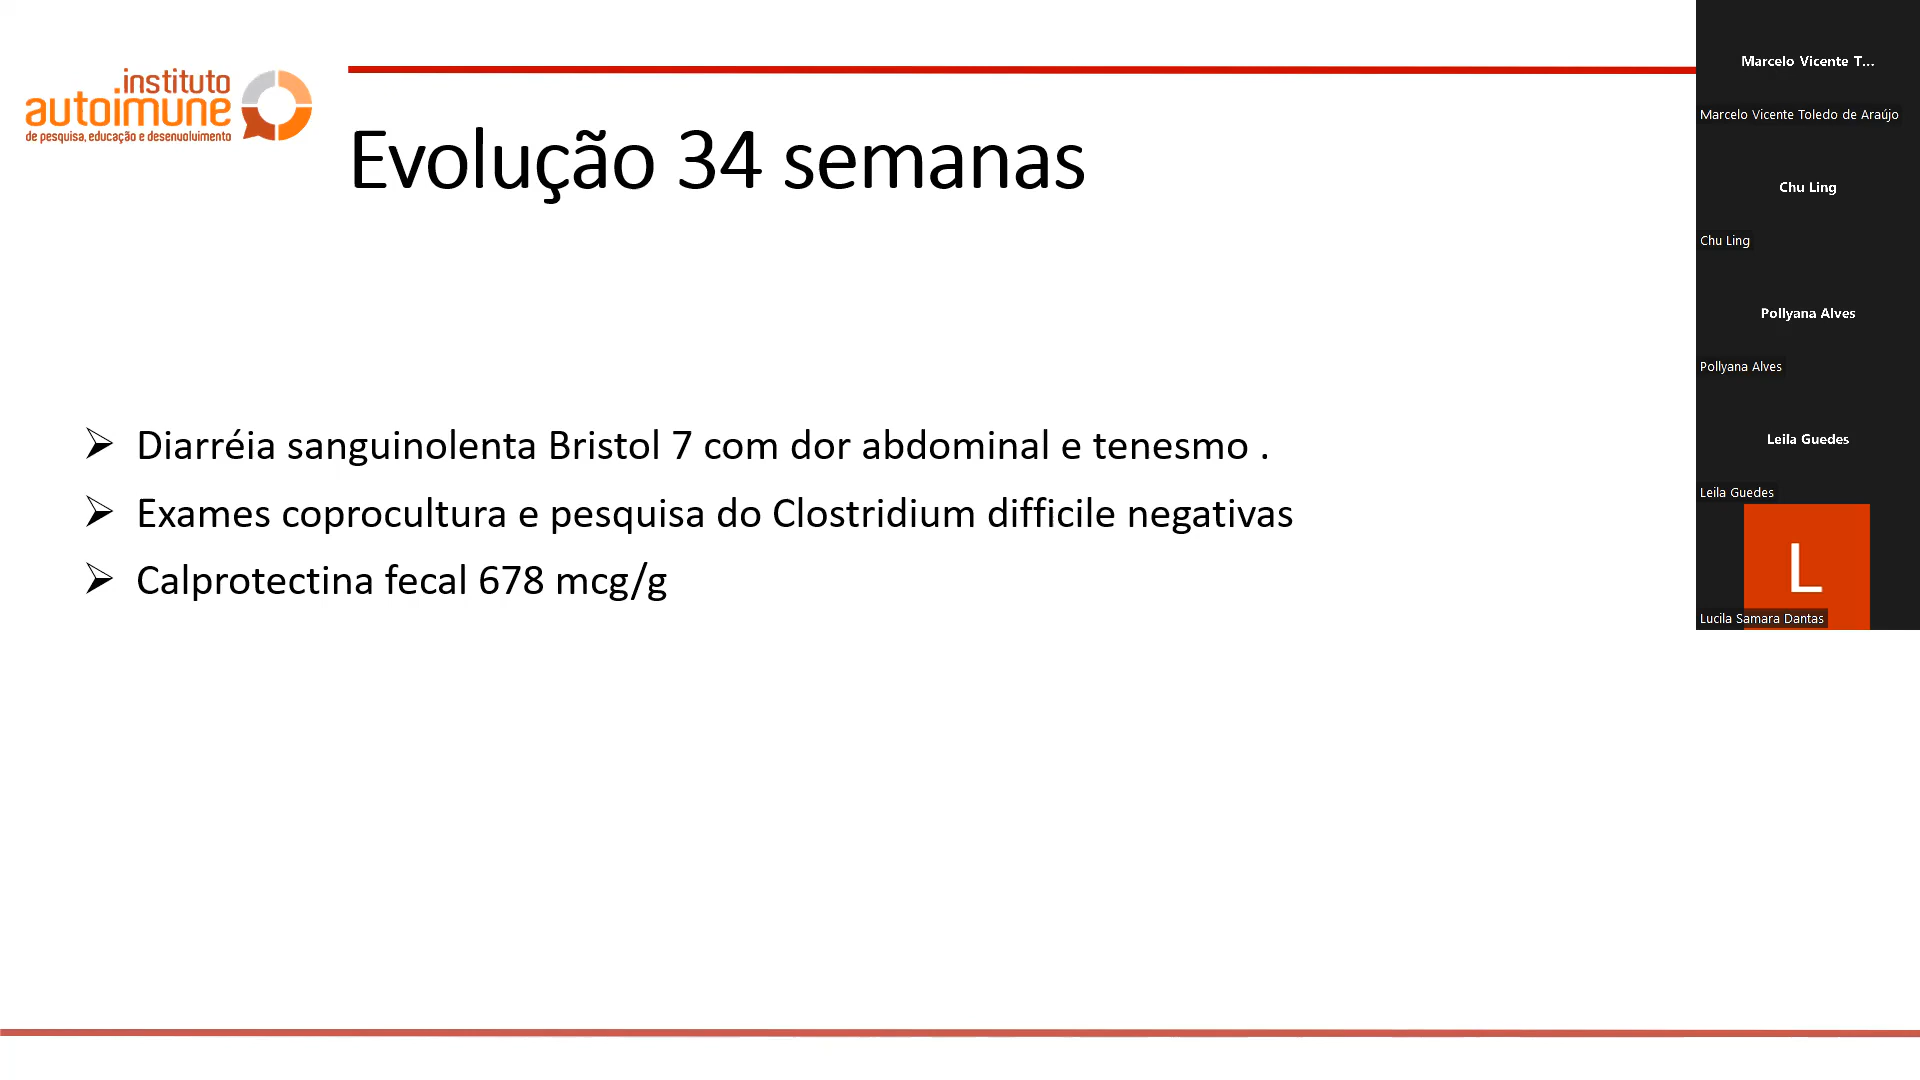 instituto
autoimune
de pesquisa, educação e desenvolvimento
Evolução 34 semanas
Diarréia sanguinolenta Bristol 7 com dor abdominal e tenesmo .
Exames coprocultura e pesquisa do Clostridium difficile negativas
Calprotectina fecal 678 mcg/g
Marcelo Vicente T...
Marcelo Vicente Toledo de Araújo
Chu Ling
Chu Ling
Pollyana Alves
Pollyana Alves
Leila Guedes
Leila Guedes
L
Lucila Samara Dantas